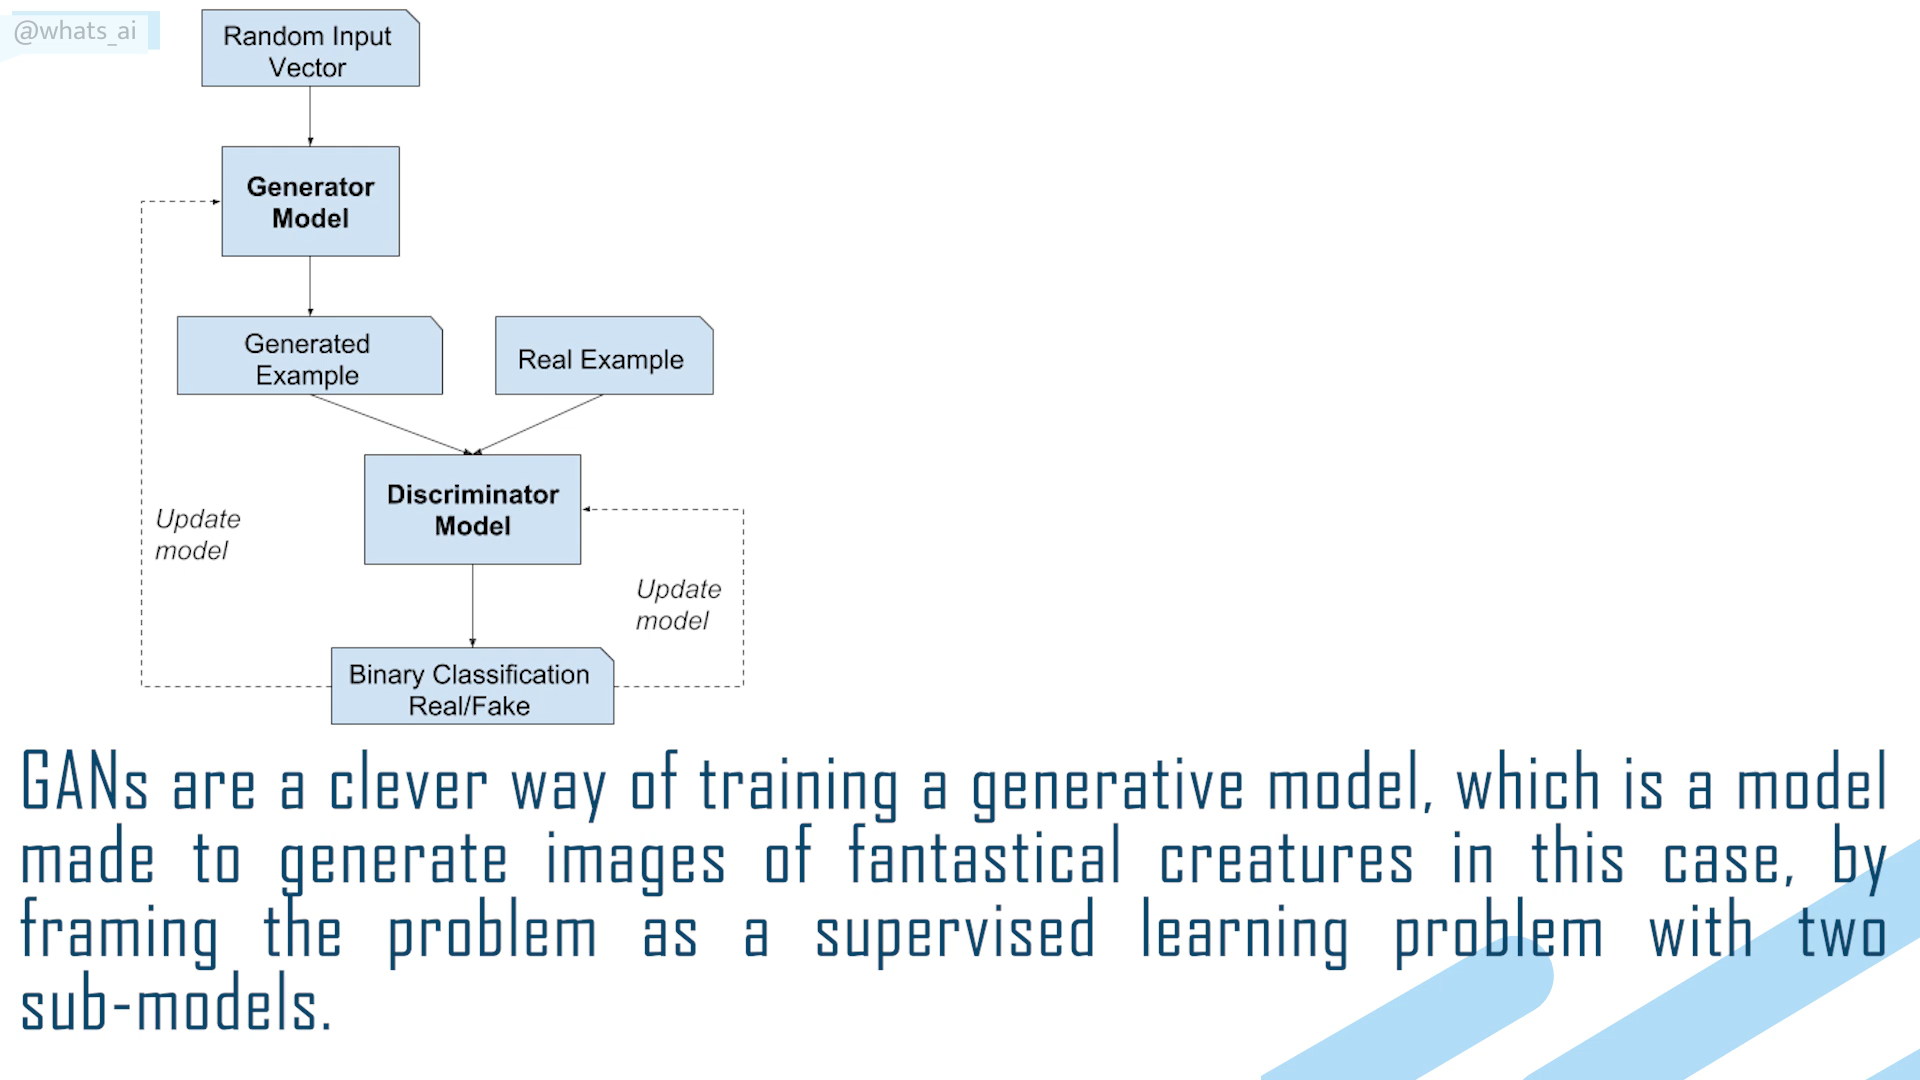 @whats_ai
Random Input
Vector
Generator
Model
Generated
Example
Real Example
Discriminator
Model
Update
model
Update
model
Binary Classification
Real/Fake
GANs are a clever way of training a generative model, which is a model
made to generate images of fantastical creatures in this case, by
framing the problem as a supervised learning problem with two
sub-models.